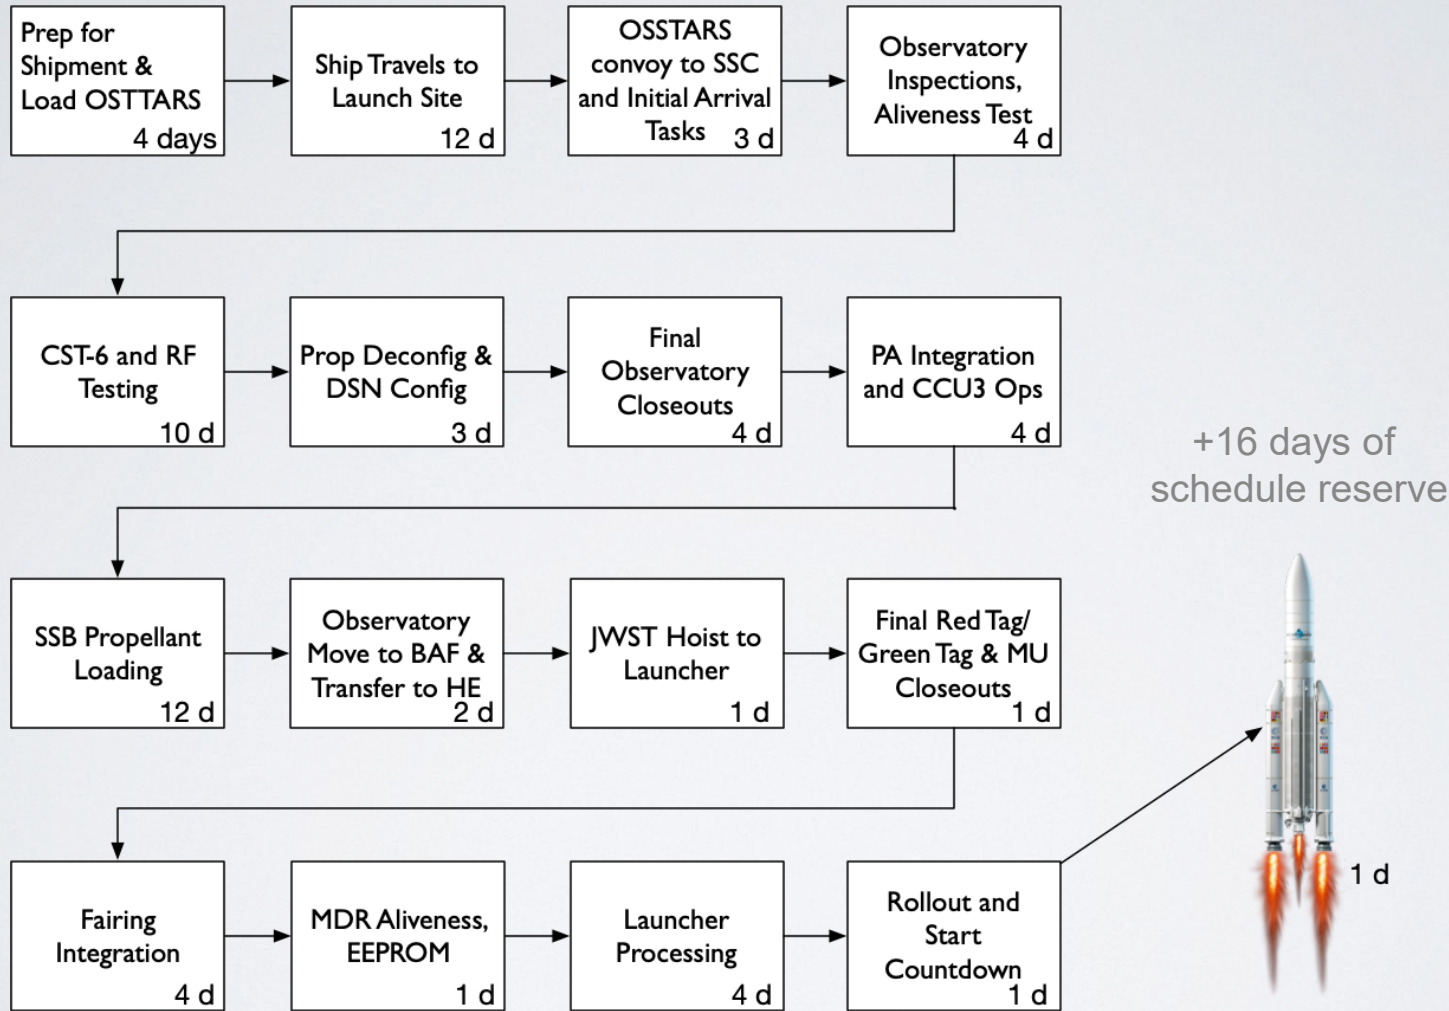 Prep for
Shipment &
Load OSTTARS
4 days
Ship Travels to
Launch Site
12 d
OSSTARS
convoy to SSC
and Initial Arrival
Tasks
3 d
Observatory
Inspections,
Aliveness Test
4 d
CST-6 and RF
Testing
10 d
Prop Deconfig &
DSN Config
3 d
Final
Observatory
Closeouts
4 d
PA Integration
and CCU3 Ops
4 d
+16 days of
schedule reserve
SSB Propellant
Loading
12 d
Observatory
Move to BAF &
Transfer to HE
2 d
JWST Hoist to
Launcher
1 d
Final Red Tag/
Green Tag & MU
Closeouts
1 d
Fairing
Integration
4 d
MDR Aliveness,
EEPROM
1 d
Launcher
Processing
4 d
Rollout and
Start
Countdown
1 d
1 d